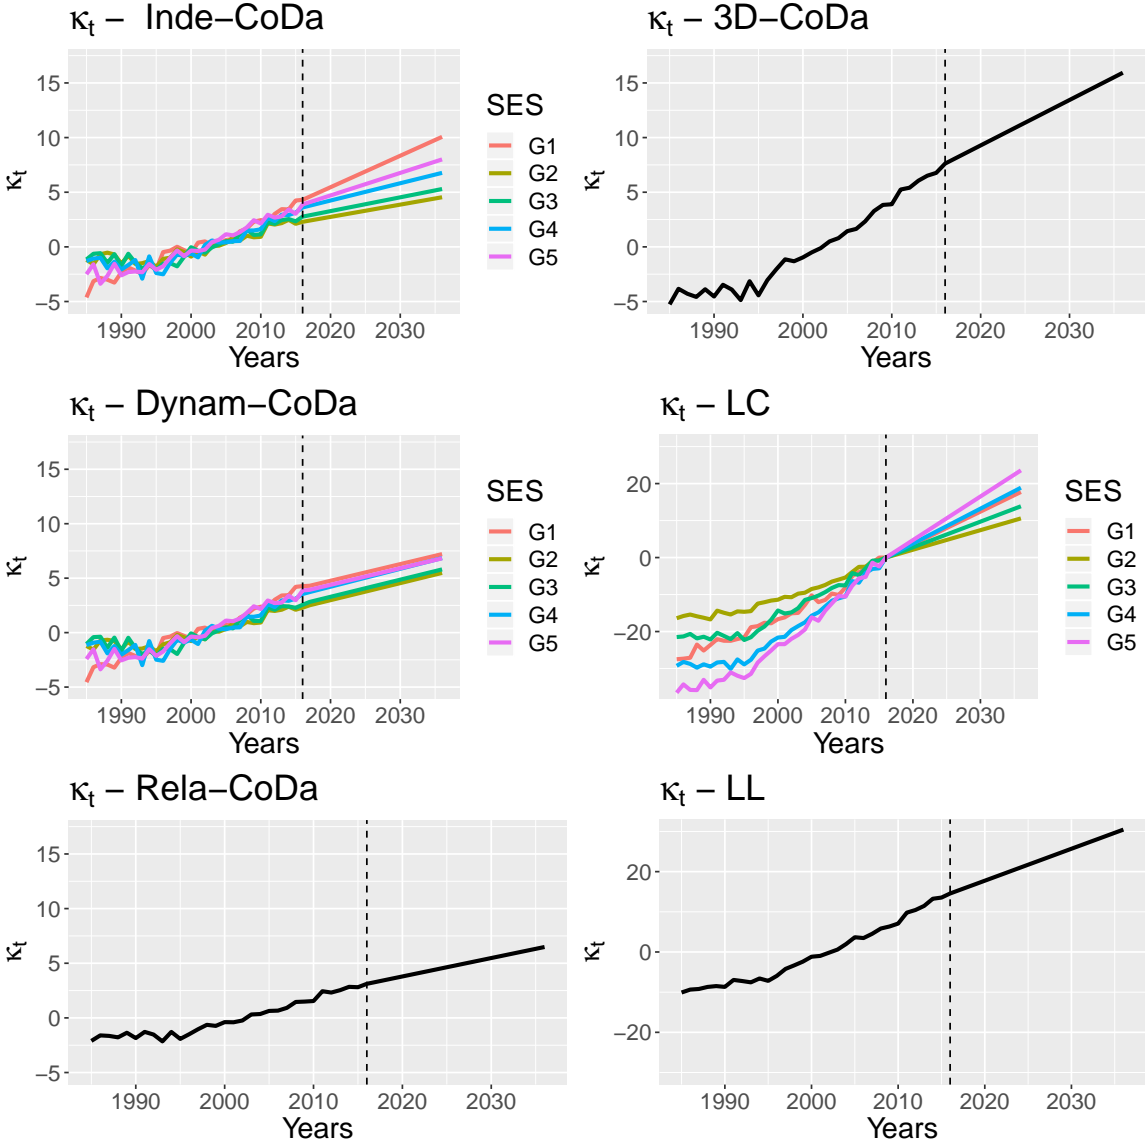 κt – Inde−CoDa
κt
15
10
5
0
−5
1990 2000 2010 2020 2030
Years
SES
G1
G2
G3
G4
G5
κt – 3D−CoDa
κt
15
10
5
0
−5
1990 2000 2010 2020 2030
Years
κt – Dynam−CoDa
κt
15
10
5
0
−5
1990 2000 2010 2020 2030
Years
SES
G1
G2
G3
G4
G5
κt – LC
κt
20
0
−20
1990 2000 2010 2020 2030
Years
SES
G1
G2
G3
G4
G5
κt – Rela−CoDa
κt
15
10
5
0
−5
1990 2000 2010 2020 2030
Years
κt – LL
κt
20
0
−20
1990 2000 2010 2020 2030
Years